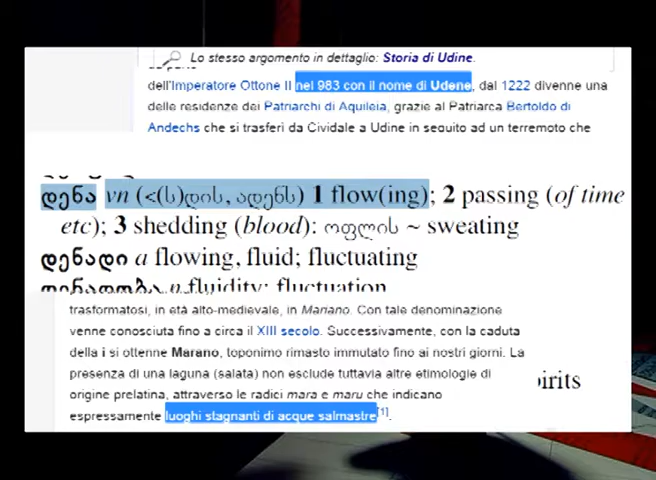 Lo stesso argomento in dettaglio: Storia di Udine.
dell'Imperatore Ottone II nel 983 con il nome di Udene, dal 1222 divenne una
delle residenze dei Patriarchi di Aquileia, grazie al Patriarca Bertoldo di
Andechs che si trasferì da Cividale a Udine in seguito ad un terremoto che
დენა vn (<(ს)დის, ადენს) 1 flow(ing); 2 passing (of time
etc); 3 shedding (blood): ოფლის ~ sweating
დენადი a flowing, fluid; fluctuating
დენადობა n fluidity; fluctuation
trasformatosi, in età alto-medievale, in Mariano. Con tale denominazione
venne conosciuta fino a circa il XIII secolo. Successivamente, con la caduta
della i si ottenne Marano, toponimo rimasto immutato fino ai nostri giorni. La
presenza di una laguna (salata) non esclude tuttavia altre etimologie di
origine prelatina, attraverso le radici mara e maru che indicano
espressamente luoghi stagnanti di acque salmastre[1].